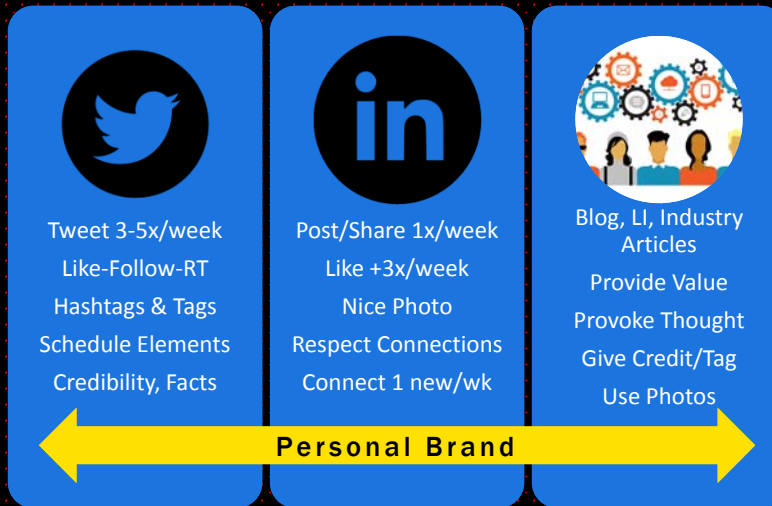 in
Tweet 3-5x/week
Like-Follow-RT
Hashtags & Tags
Schedule Elements
Credibility, Facts
Post/Share 1x/week
Like +3x/week
Nice Photo
Respect Connections
Connect 1 new/wk
Blog, LI, Industry
Articles
Provide Value
Provoke Thought
Give Credit/Tag
Use Photos
Personal Brand